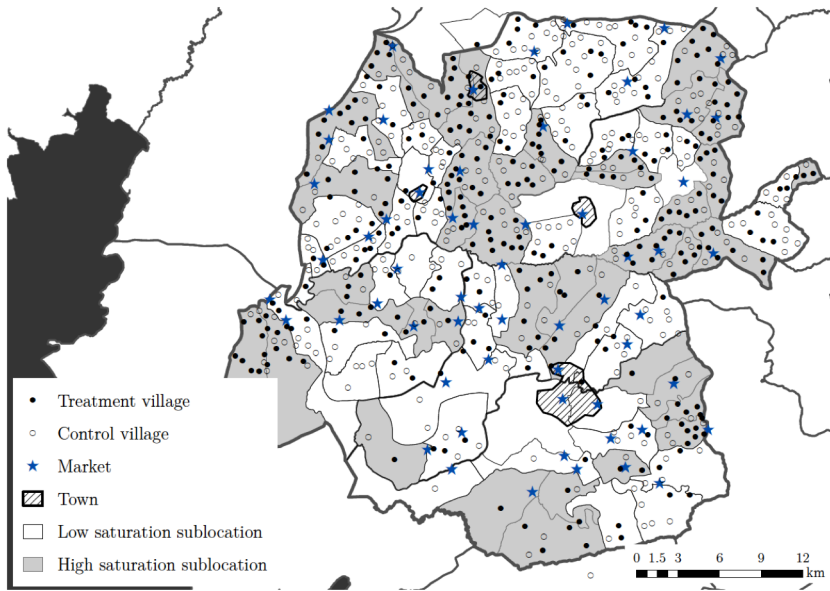 Treatment village
Control village
Market
Town
Low saturation sublocation
High saturation sublocation
0 1.5 3 6 9 12
km